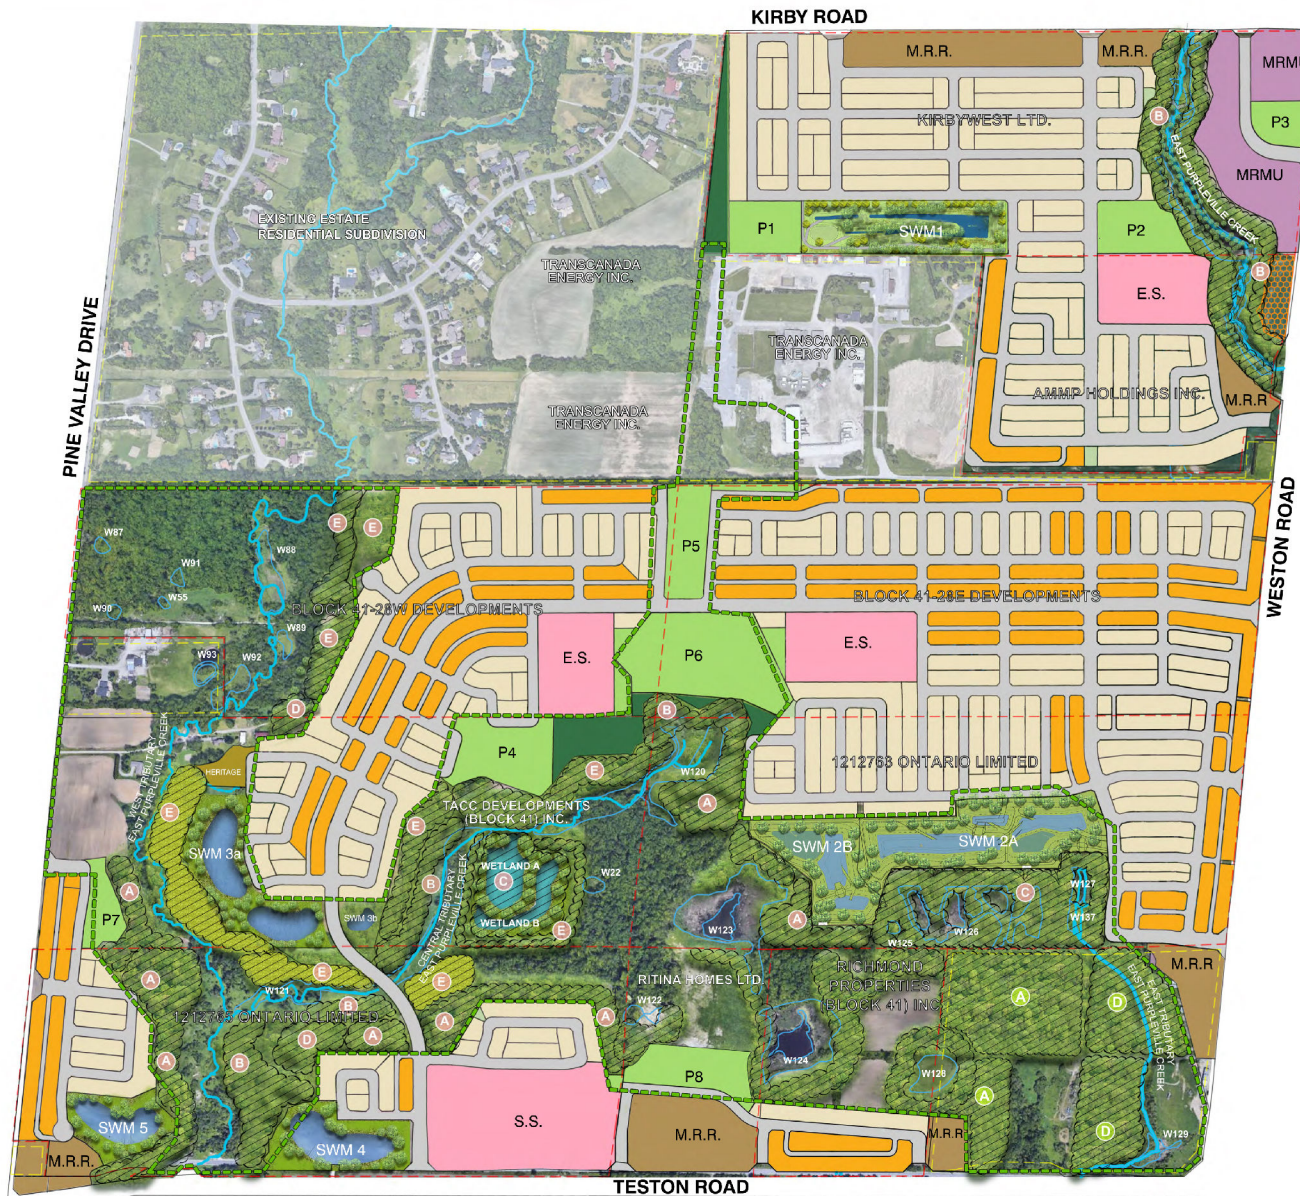 KIRBY ROAD
M.R.R.
M.R.R.
MRMU
P3
KIRBYWEST LTD.
B
MRMU
EAST PURPLEVILLE CREEK
EXISTING ESTATE
RESIDENTIAL SUBDIVISION
P1
SWM1
P2
TRANSCANADA
ENERGY INC.
B
E.S.
TRANSCANADA
ENERGY INC.
PINE VALLEY DRIVE
TRANSCANADA
ENERGY INC.
AMMP HOLDINGS INC.
M.R.R
WESTON ROAD
W87
E
E
W88
P5
W91
W55
W90
BLOCK 41-28W DEVELOPMENTS
BLOCK 41-28E DEVELOPMENTS
W89
E
W93
W92
E.S.
P6
E.S.
D
B
WEST TRIBUTARY
EAST PURPLEVILLE CREEK
P4
HERITAGE
E
W120
1212763 ONTARIO LIMITED
E
TACC DEVELOPMENTS
(BLOCK 41) INC.
A
E
SWM 3a
SWM 2B
SWM 2A
WETLAND A
C
WETLAND B
W22
B
A
P7
SWM 3b
CENTRAL TRIBUTARY
EAST PURPLEVILLE CREEK
E
W123
A
W125
W126
C
W127
W137
A
E
W121
E
RITINA HOMES LTD.
RICHMOND
PROPERTIES
(BLOCK 41) INC
M.R.R
B
1212765 ONTARIO LIMITED
W122
A
A
D
EAST TRIBUTARY
EAST PURPLEVILLE CREEK
A
D
A
A
B
W124
W128
P8
A
SWM 5
SWM 4
S.S.
M.R.R.
M.R.R
D
W129
M.R.R.
TESTON ROAD